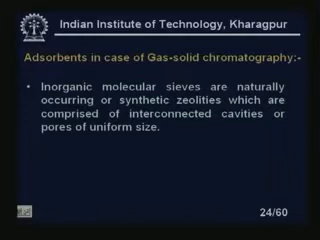 Indian Institute of Technology, Kharagpur
Adsorbents in case of Gas-solid chromatography:-
• Inorganic molecular sieves are naturally
occurring or synthetic zeolities which are
comprised of interconnected cavities or
pores of uniform size.
24/60